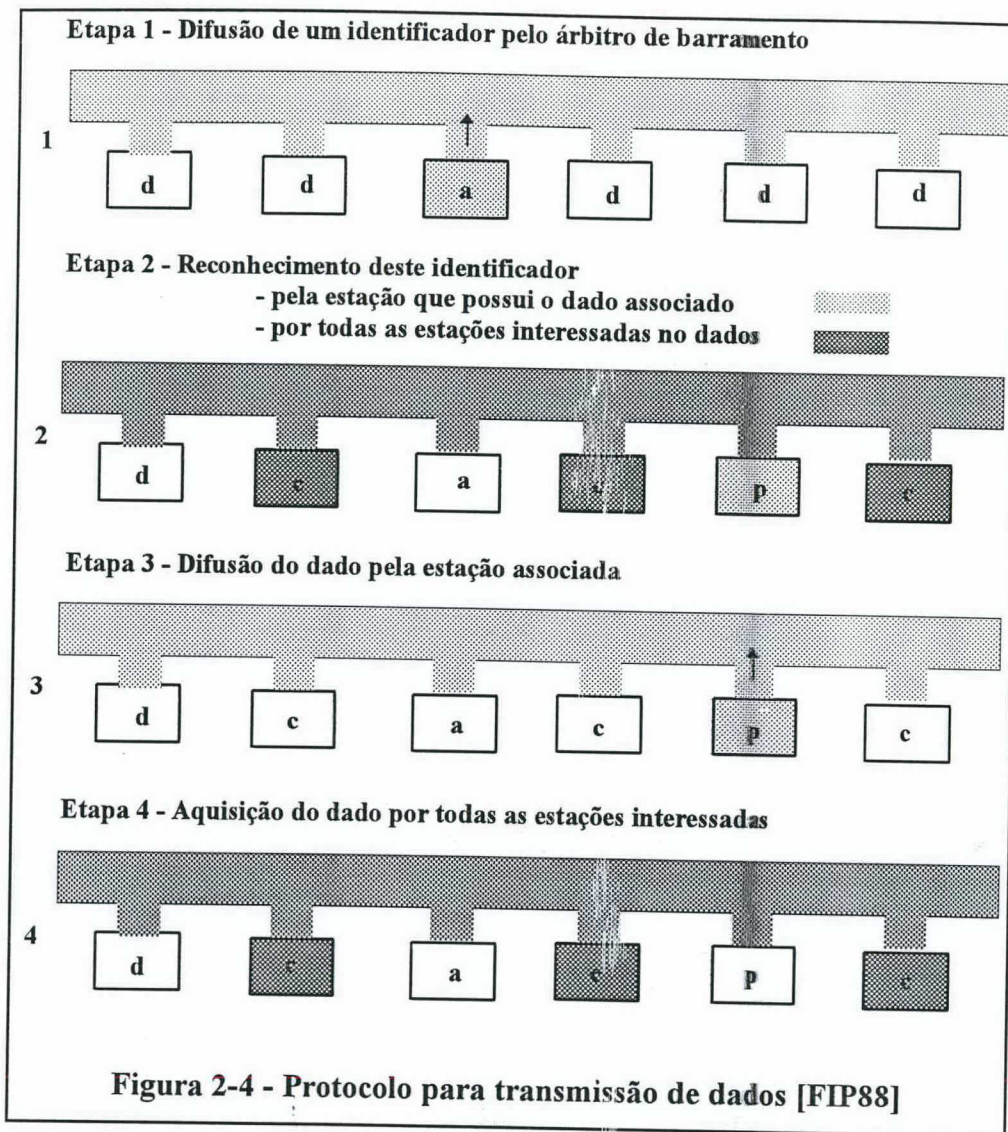 Etapa 1 - Difusão de um identificador pelo árbitro de barramento
1
d d a d d d
Etapa 2 - Reconhecimento deste identificador
- pela estação que possui o dado associado
- por todas as estações interessadas no dados
2
d c a p c
Etapa 3 - Difusão do dado pela estação associada
3
d c a c p c
Etapa 4 - Aquisição do dado por todas as estações interessadas
4
d c a c p c
Figura 2-4 - Protocolo para transmissão de dados [FIP88]